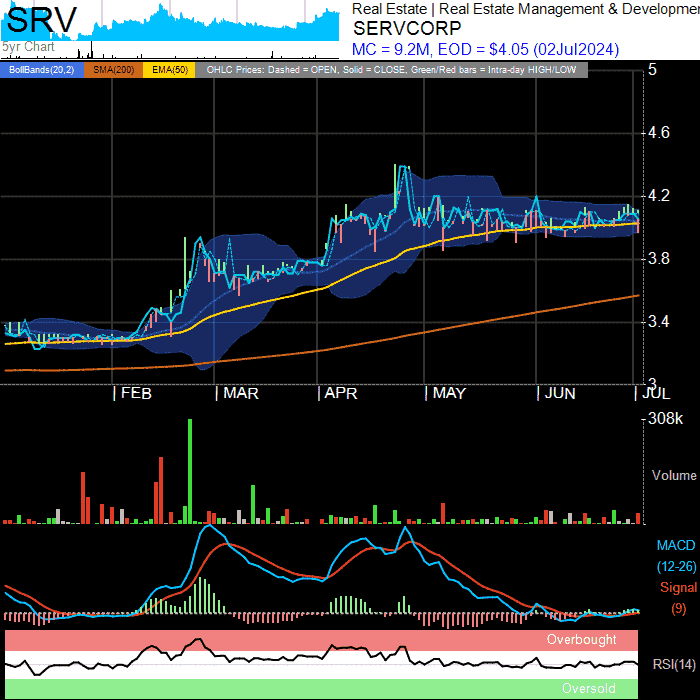 SRV
5yr Chart
Real Estate | Real Estate Management & Developmen
SERVCORP
MC = 9.2M, EOD = $4.05 (02Jul2024)
BollBands(20,2) SMA(200) EMA(50) OHLC Prices: Dashed = OPEN, Solid = CLOSE, Green/Red bars = Intra-day HIGH/LOW
5
4.6
4.2
3.8
3.4
3
FEB MAR APR MAY JUN JUL
308k
Volume
MACD
(12-26)
Signal
(9)
Overbought
RSI(14)
Oversold